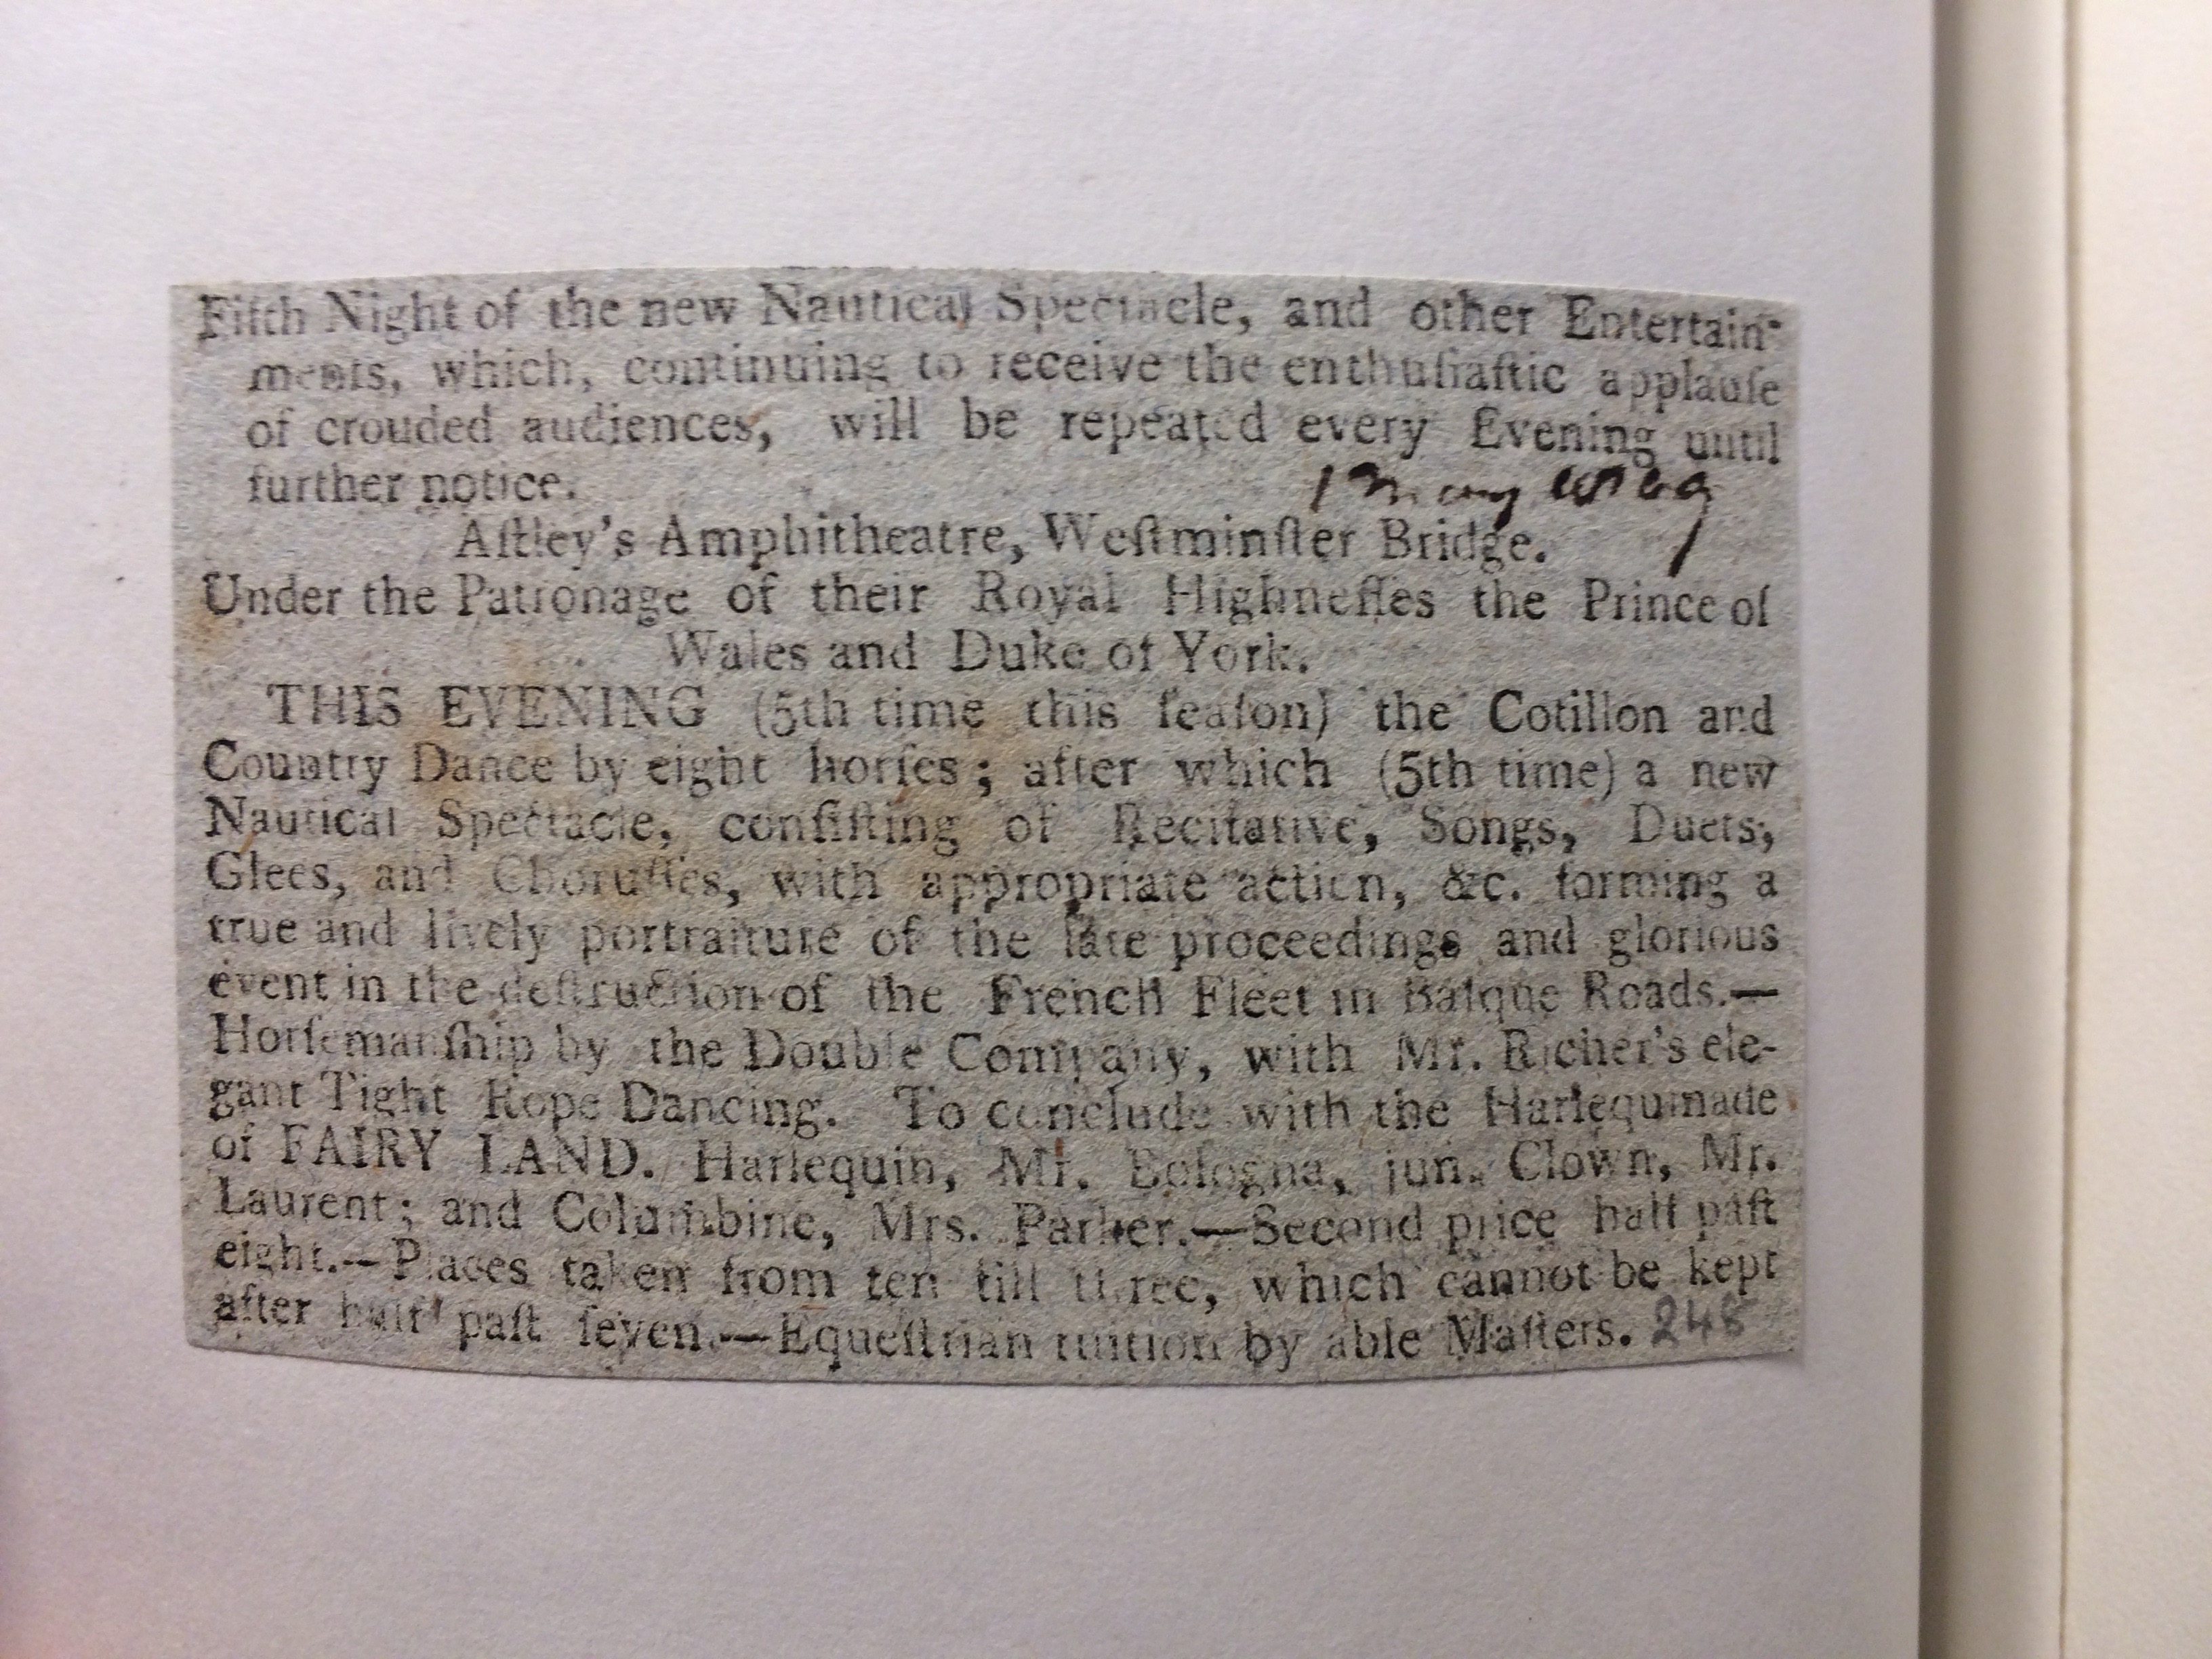 Fifth Night of the new Nautical Spectacle, and other Entertain-
ments, which, continuing to receive the enthuſiaſtic applauſe
of crouded audiences, will be repeated every Evening until
further notice.
1 May
Aſtley's Amphitheatre, Weſtminſter Bridge.
Under the Patronage of their Royal Highneſſes the Prince of
Wales and Duke of York.
THIS EVENING (5th time this ſeaſon) the Cotillon and
Country Dance by eight horſes; after which (5th time) a new
Nautical Spectacle, conſiſting of Recitative, Songs, Duets,
Glees, and Choruſſes, with appropriate action, &c. forming a
true and lively portraiture of the late proceedings and glorious
event in the deſtruction of the French Fleet in Baſque Roads.—
Horſemanſhip by the Double Company, with Mr. Richer's ele-
gant Tight Rope Dancing. To conclude with the Harlequinade
of FAIRY LAND. Harlequin, Mr. Bologna, jun. Clown, Mr.
Laurent; and Columbine, Mrs. Parker.—Second price half paſt
eight.—Places taken from ten till three, which cannot be kept
after half paſt ſeven.—Equeſtrian tuition by able Maſters. 248